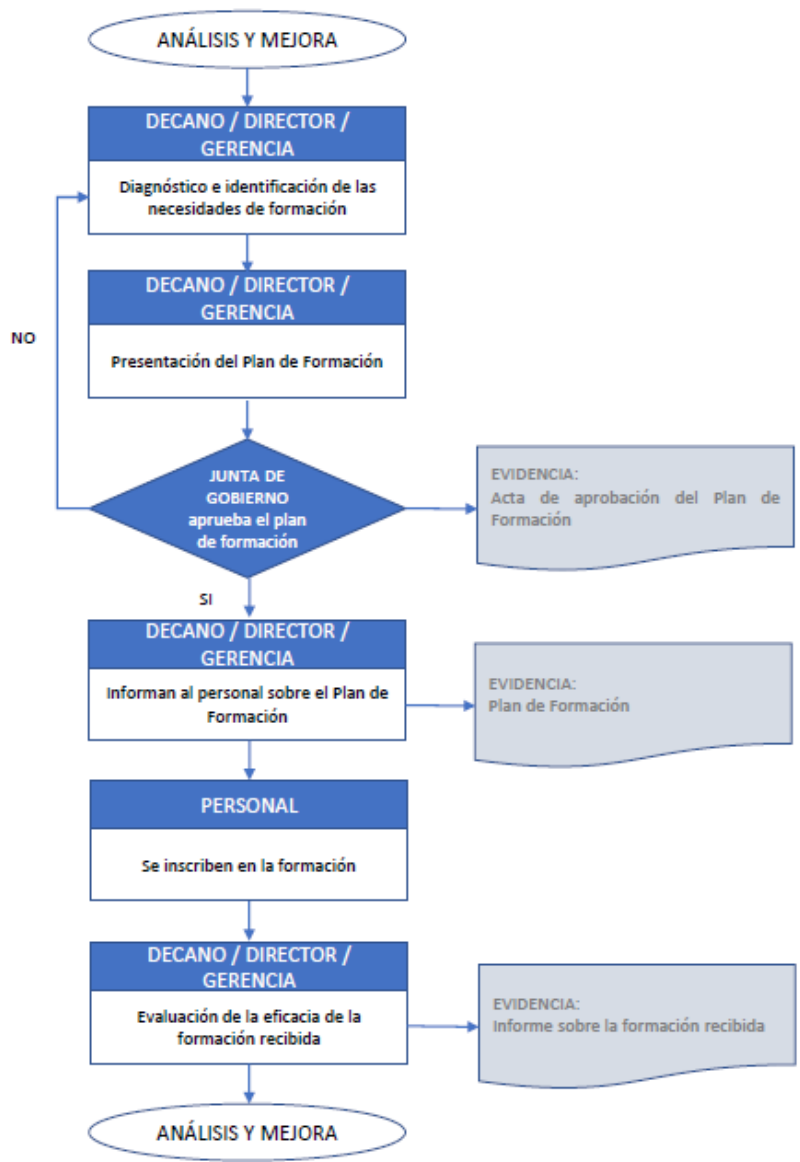 ANÁLISIS Y MEJORA
DECANO / DIRECTOR /
GERENCIA
Diagnóstico e identificación de las
necesidades de formación
DECANO / DIRECTOR /
GERENCIA
NO
Presentación del Plan de Formación
JUNTA DE
GOBIERNO
aprueba el plan
de formación
EVIDENCIA:
Acta de aprobación del Plan de
Formación
SI
DECANO / DIRECTOR /
GERENCIA
Informan al personal sobre el Plan de
Formación
EVIDENCIA:
Plan de Formación
PERSONAL
Se inscriben en la formación
DECANO / DIRECTOR /
GERENCIA
Evaluación de la eficacia de la
formación recibida
EVIDENCIA:
Informe sobre la formación recibida
ANÁLISIS Y MEJORA